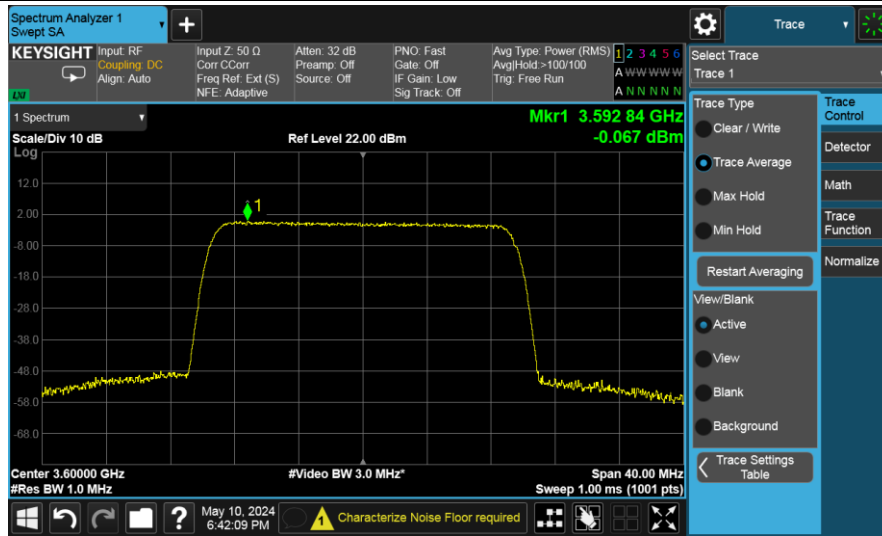 Spectrum Analyzer 1
Swept SA
Trace
KEYSIGHT
Input: RF
Coupling: DC
Align: Auto
Input Z: 50 Ω
Corr CCorr
Freq Ref: Ext (S)
NFE: Adaptive
Atten: 32 dB
Preamp: Off
Source: Off
PNO: Fast
Gate: Off
IF Gain: Low
Sig Track: Off
Avg Type: Power (RMS)
Avg|Hold:>100/100
Trig: Free Run
1 2 3 4 5 6
A W W W W W
A N N N N N
LXI
1 Spectrum
Scale/Div 10 dB
Ref Level 22.00 dBm
Mkr1 3.592 84 GHz
-0.067 dBm
Log
12.0
2.00
-8.00
-18.0
-28.0
-38.0
-48.0
-58.0
-68.0
1
Center 3.60000 GHz
#Res BW 1.0 MHz
#Video BW 3.0 MHz*
Span 40.00 MHz
Sweep 1.00 ms (1001 pts)
?
May 10, 2024
6:42:09 PM
1
Characterize Noise Floor required
Select Trace
Trace 1
Trace Type
Clear / Write
Trace Average
Max Hold
Min Hold
Restart Averaging
View/Blank
Active
View
Blank
Background
Trace Settings
Table
Trace
Control
Detector
Math
Trace
Function
Normalize